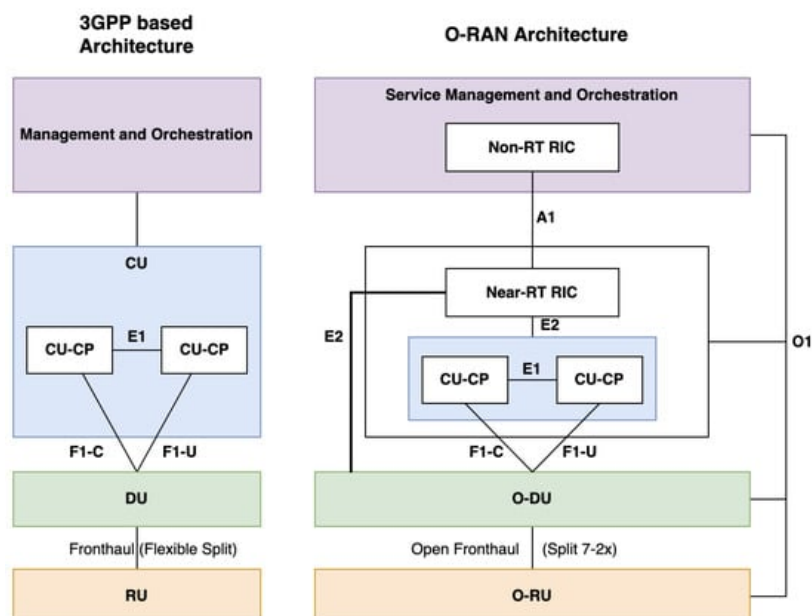 3GPP based
Architecture
Management and Orchestration
CU
CU-CP
E1
CU-CP
F1-C
F1-U
DU
Fronthaul (Flexible Split)
RU
O-RAN Architecture
Service Management and Orchestration
Non-RT RIC
A1
Near-RT RIC
E2
E2
CU-CP
E1
CU-CP
O1
F1-C
F1-U
O-DU
Open Fronthaul (Split 7-2x)
O-RU